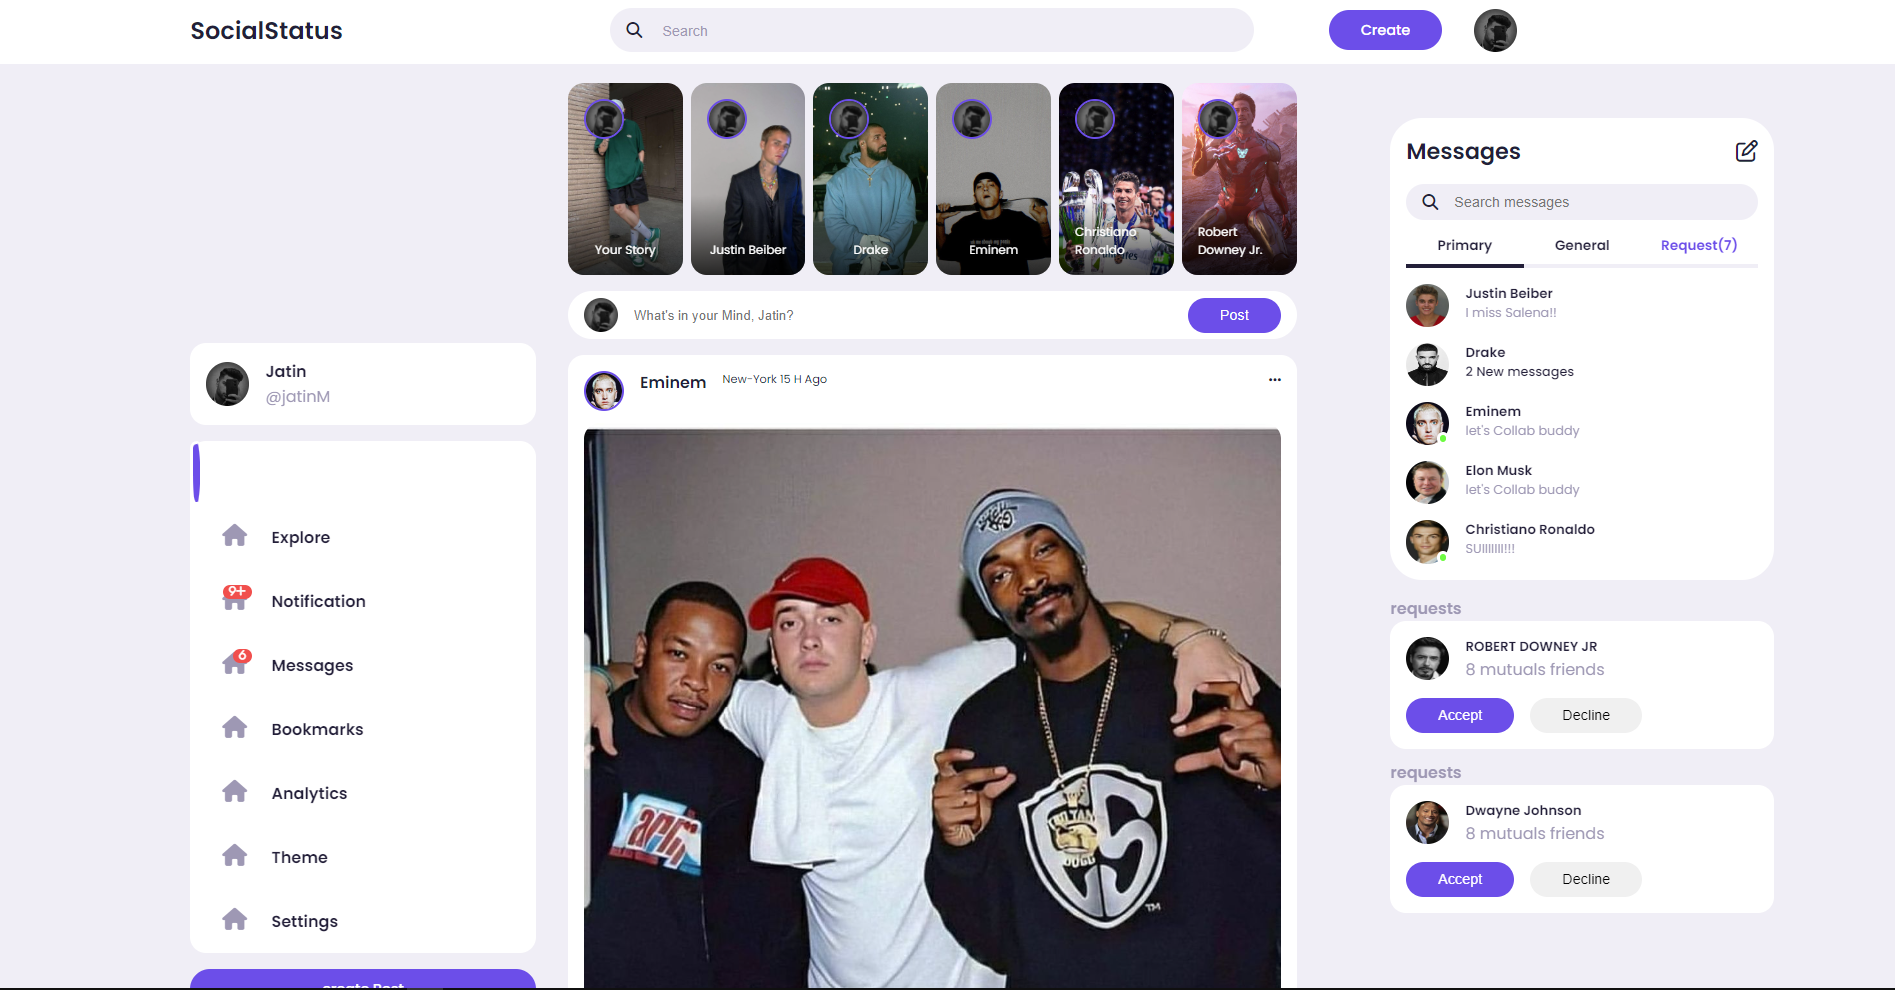 SocialStatus
Search
Create
Your Story
Justin Beiber
Drake
Eminem
Christiano
Ronaldo
Robert
Downey Jr.
What's in your Mind, Jatin?
Post
Jatin
@jatinM
Explore
9+
Notification
6
Messages
Bookmarks
Analytics
Theme
Settings
create Post
Eminem
New-York 15 H Ago
TM
Messages
Search messages
Primary
General
Request(7)
Justin Beiber
I miss Salena!!
Drake
2 New messages
Eminem
let's Collab buddy
Elon Musk
let's Collab buddy
Christiano Ronaldo
SUIIIIIII!!!
requests
ROBERT DOWNEY JR
8 mutuals friends
Accept
Decline
requests
Dwayne Johnson
8 mutuals friends
Accept
Decline